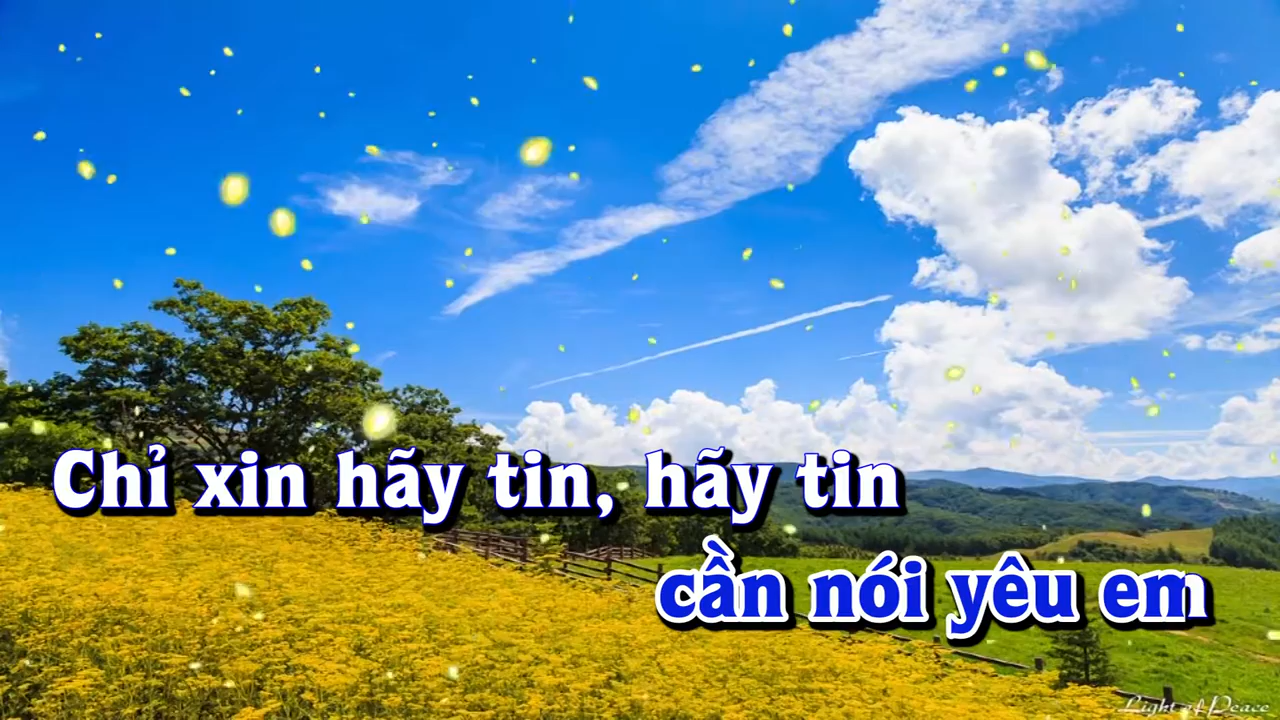 Chỉ xin hãy tin, hãy tin
cần nói yêu em
Light of Peace